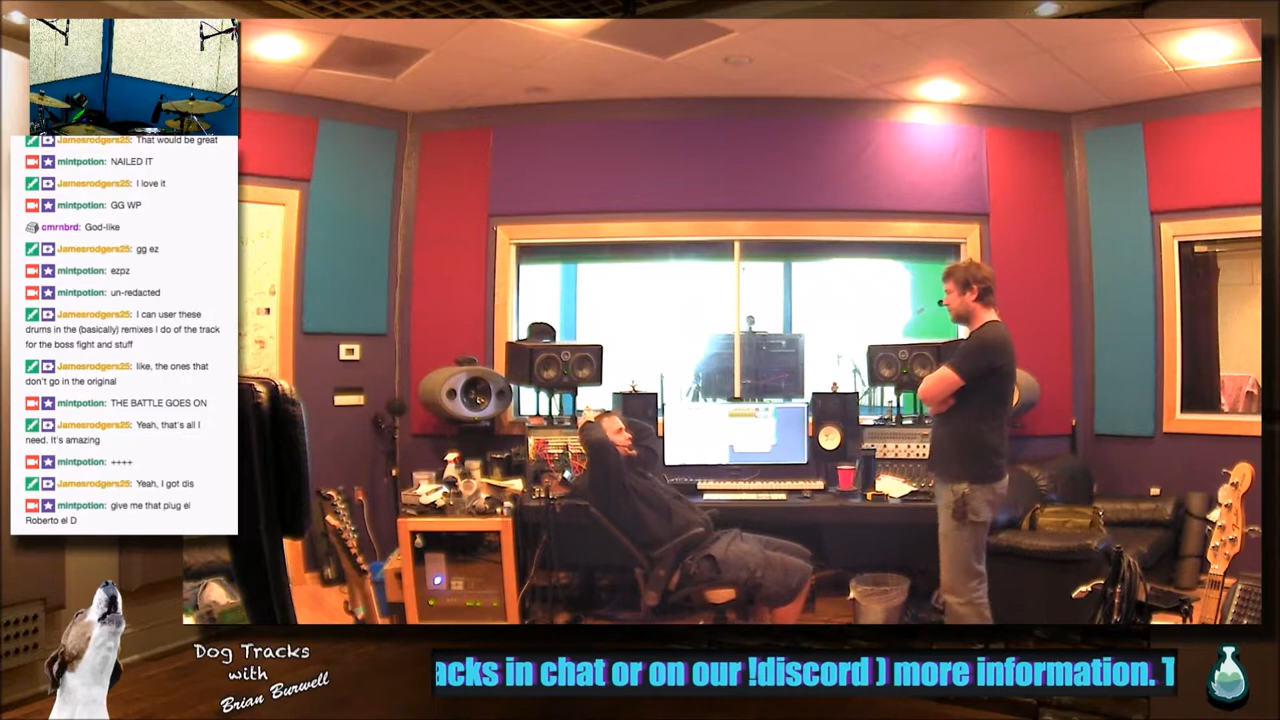 Jamesrodgers25: That would be great
mintpotion: NAILED IT
Jamesrodgers25: I love it
mintpotion: GG WP
cmrnbrd: God-like
Jamesrodgers25: gg ez
mintpotion: ezpz
mintpotion: un-redacted
Jamesrodgers25: I can user these
drums in the (basically) remixes I do of the track
for the boss fight and stuff
Jamesrodgers25: like, the ones that
don't go in the original
mintpotion: THE BATTLE GOES ON
Jamesrodgers25: Yeah, that's all I
need. It's amazing
mintpotion: ++++
Jamesrodgers25: Yeah, I got dis
mintpotion: give me that plug el
Roberto el D
Dog Tracks
with
Brian Burwell
acks in chat or on our !discord ) more information. T